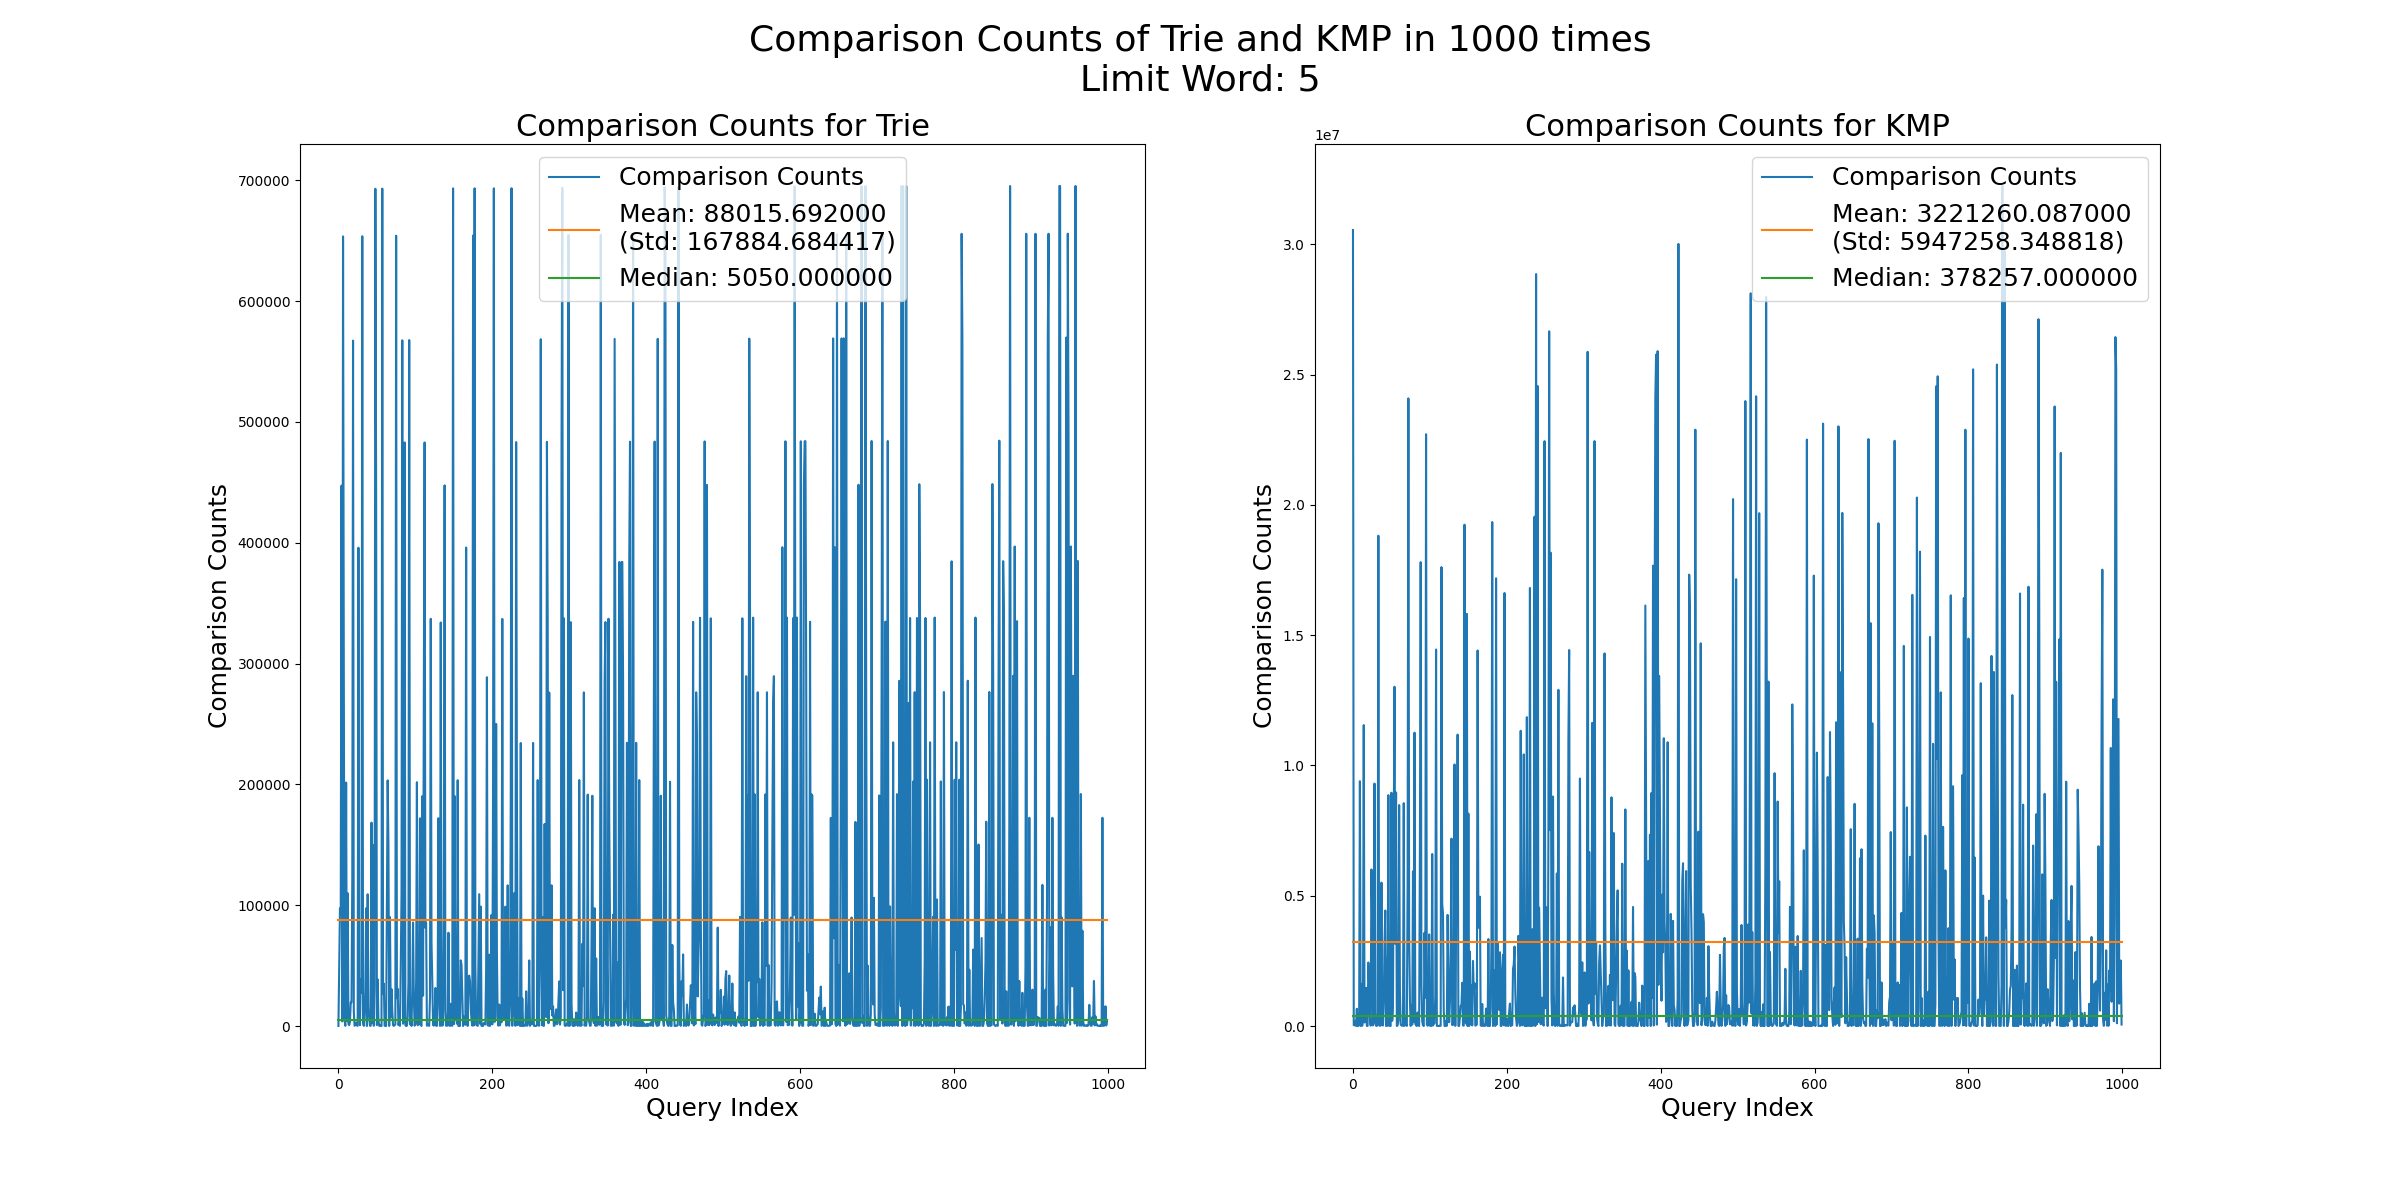 Comparison Counts of Trie and KMP in 1000 times
Limit Word: 5
Comparison Counts for Trie
700000
600000
500000
400000
300000
200000
100000
0
Comparison Counts
Comparison Counts
Mean: 88015.692000
(Std: 167884.684417)
Median: 5050.000000
0
200
400
600
800
1000
Query Index
Comparison Counts for KMP
1e7
3.0
2.5
2.0
1.5
1.0
0.5
0.0
Comparison Counts
Comparison Counts
Mean: 3221260.087000
(Std: 5947258.348818)
Median: 378257.000000
0
200
400
600
800
1000
Query Index